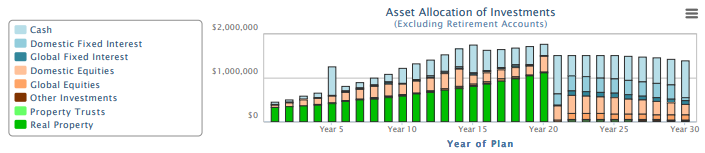 Asset Allocation of Investments
(Excluding Retirement Accounts)
Cash
Domestic Fixed Interest
Global Fixed Interest
Domestic Equities
Global Equities
Other Investments
Property Trusts
Real Property
$2,000,000
$1,000,000
$0
Year 5
Year 10
Year 15
Year 20
Year 25
Year 30
Year of Plan